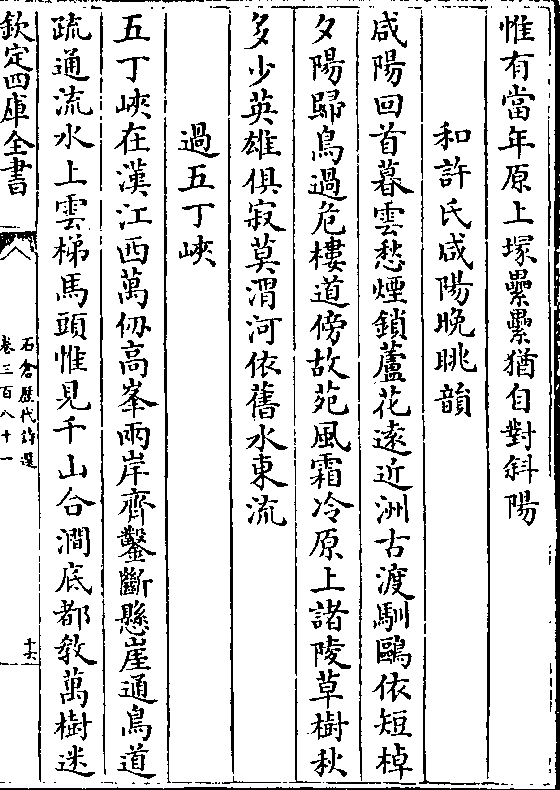 惟有當年原上塚纍纍猶自對斜陽
和許氏咸陽晚眺韻
咸陽回首暮雲愁煙鎖蘆花遠近洲古渡馴鷗依短棹
夕陽歸鳥過危樓道傍故苑風霜冷原上諸陵草樹秋
多少英雄俱寂莫渭河依舊水東流
過五丁峽
五丁峽在漢江西萬仞高峯兩岸齊鑿斷懸崖通鳥道
疏通流水上雲梯馬頭惟見千山合澗底都教萬樹迷
欽定四庫全書
石倉歷代詩選
卷三百八十一
十六